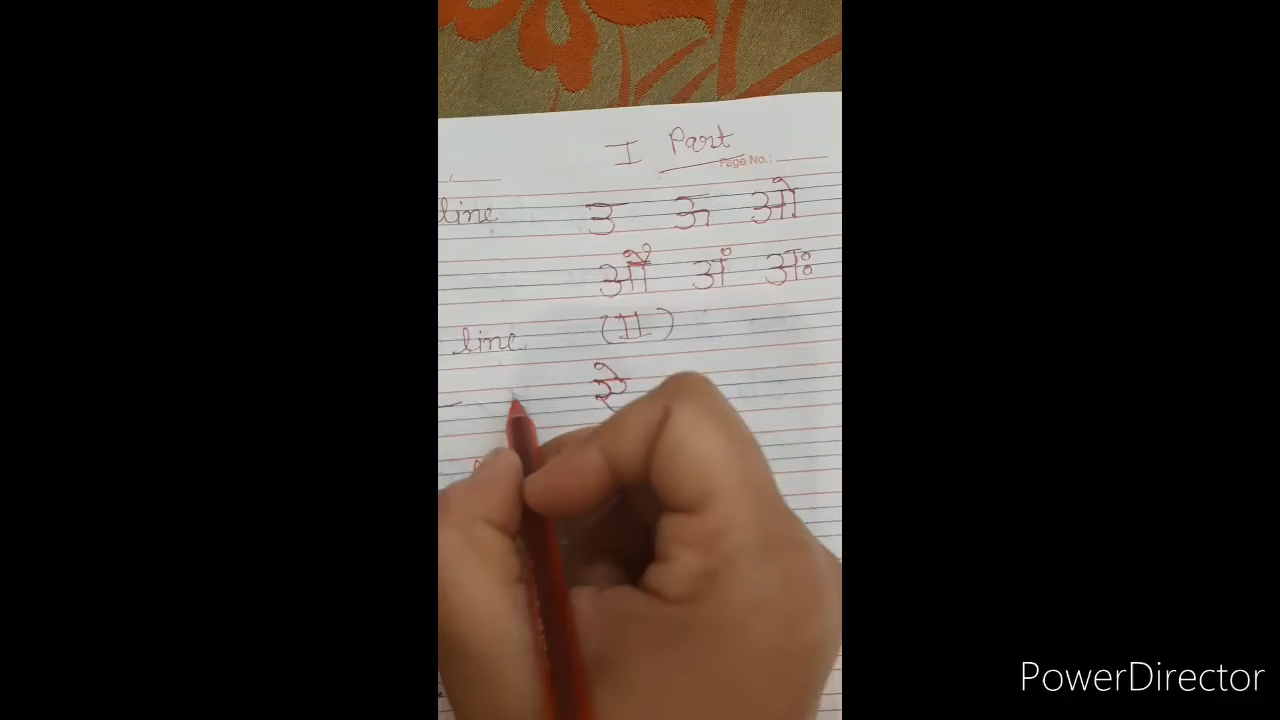 I Part
Page No.:
line उ ऊ ओ
औ अं अः
line (II)
PowerDirector